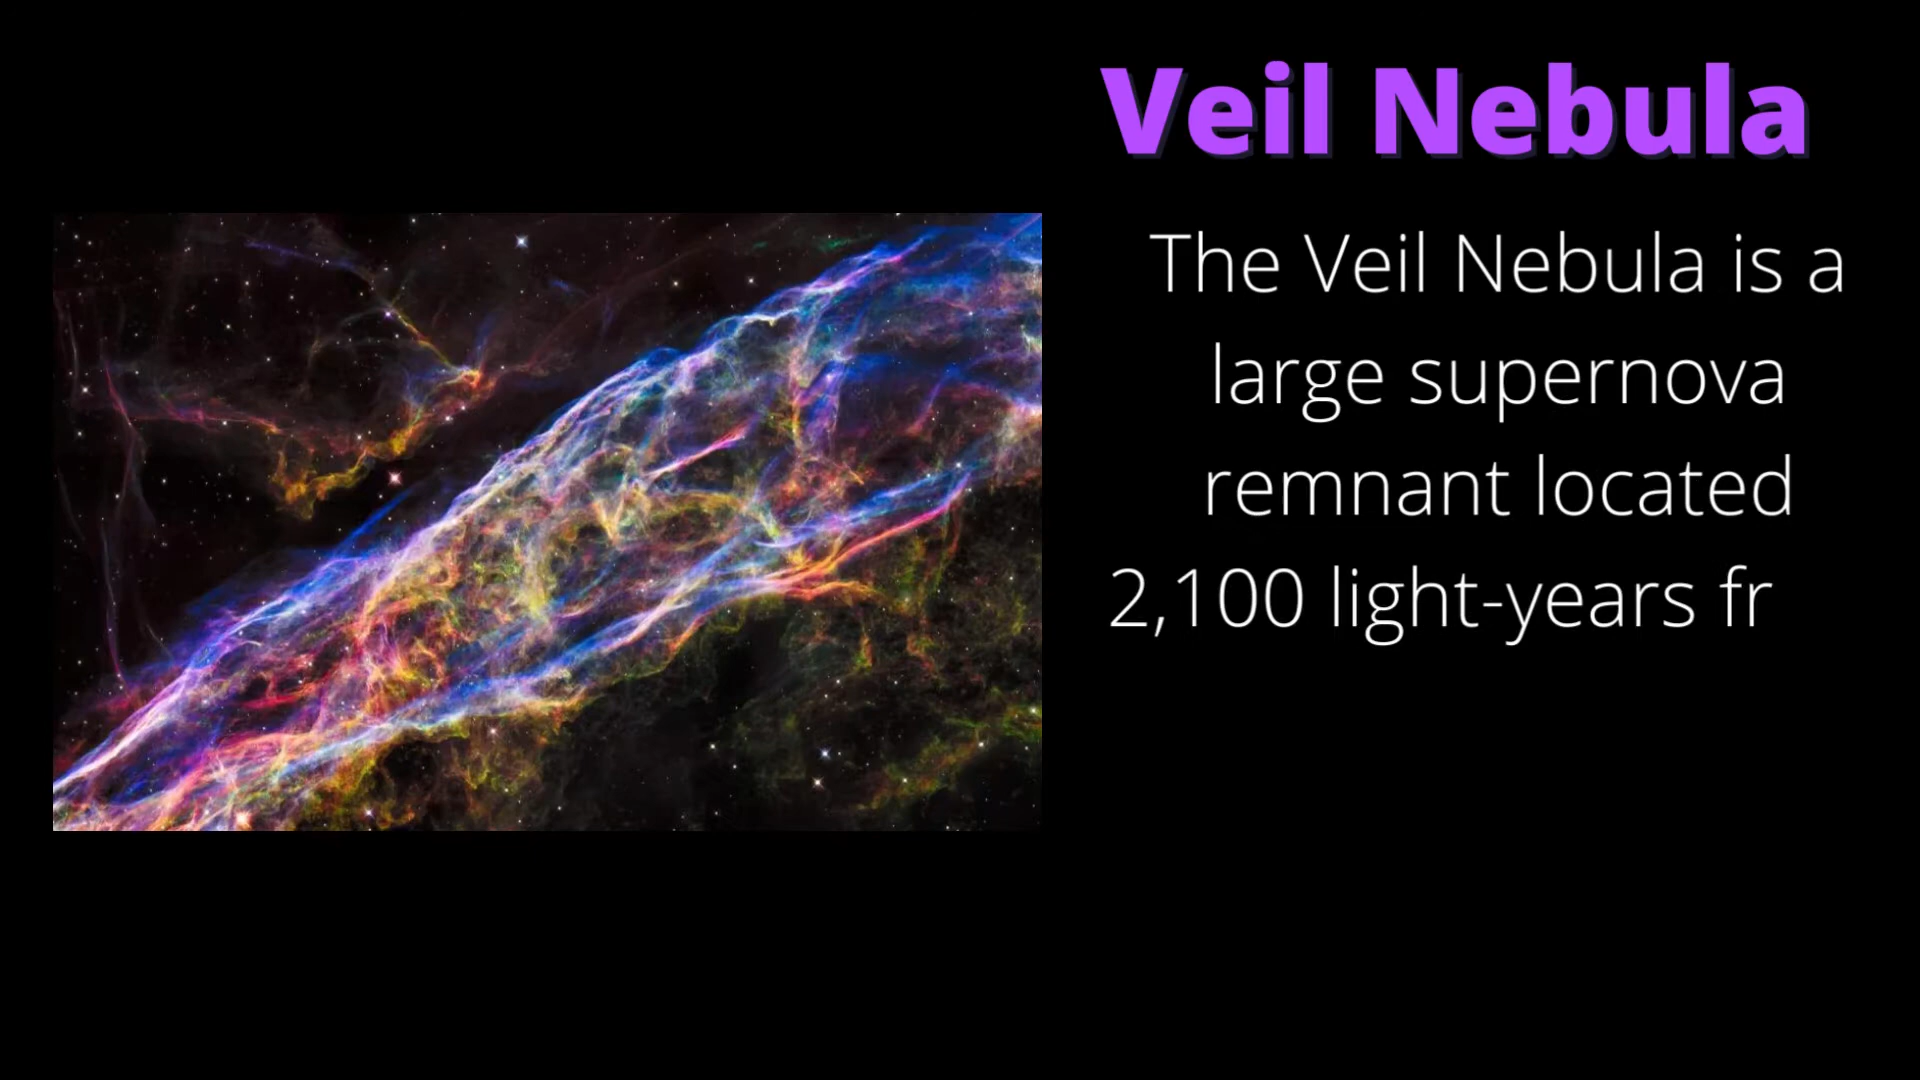 Veil Nebula
The Veil Nebula is a
large supernova
remnant located
2,100 light-years fr